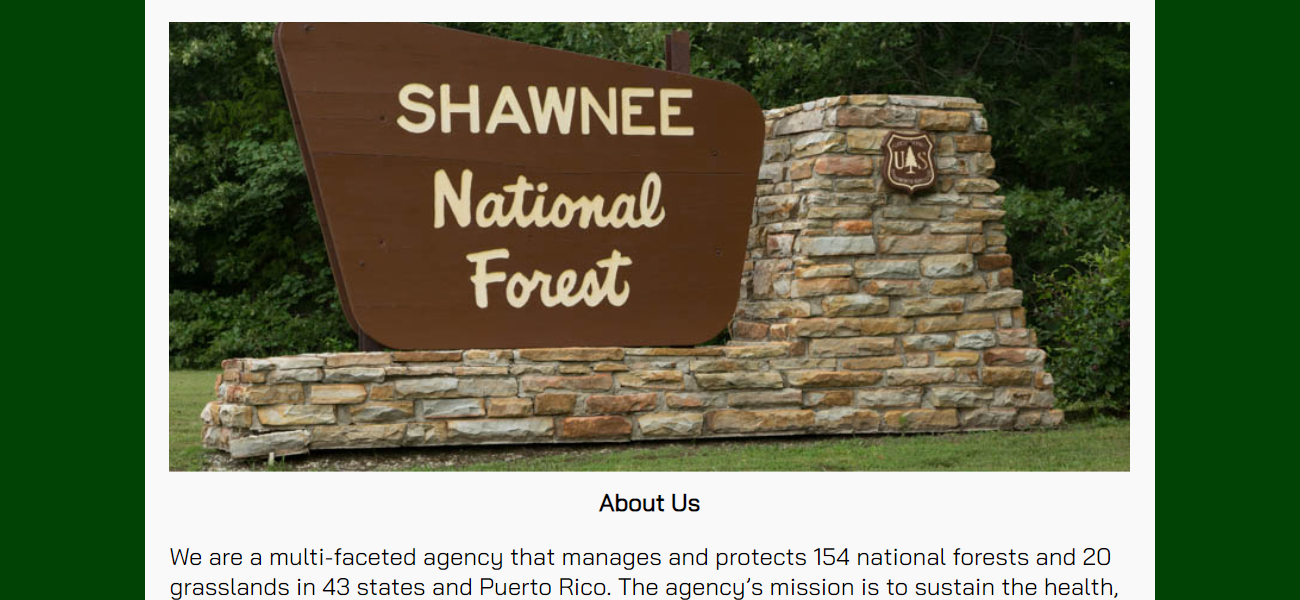 SHAWNEE
National
Forest
U S
About Us
We are a multi-faceted agency that manages and protects 154 national forests and 20
grasslands in 43 states and Puerto Rico. The agency’s mission is to sustain the health,